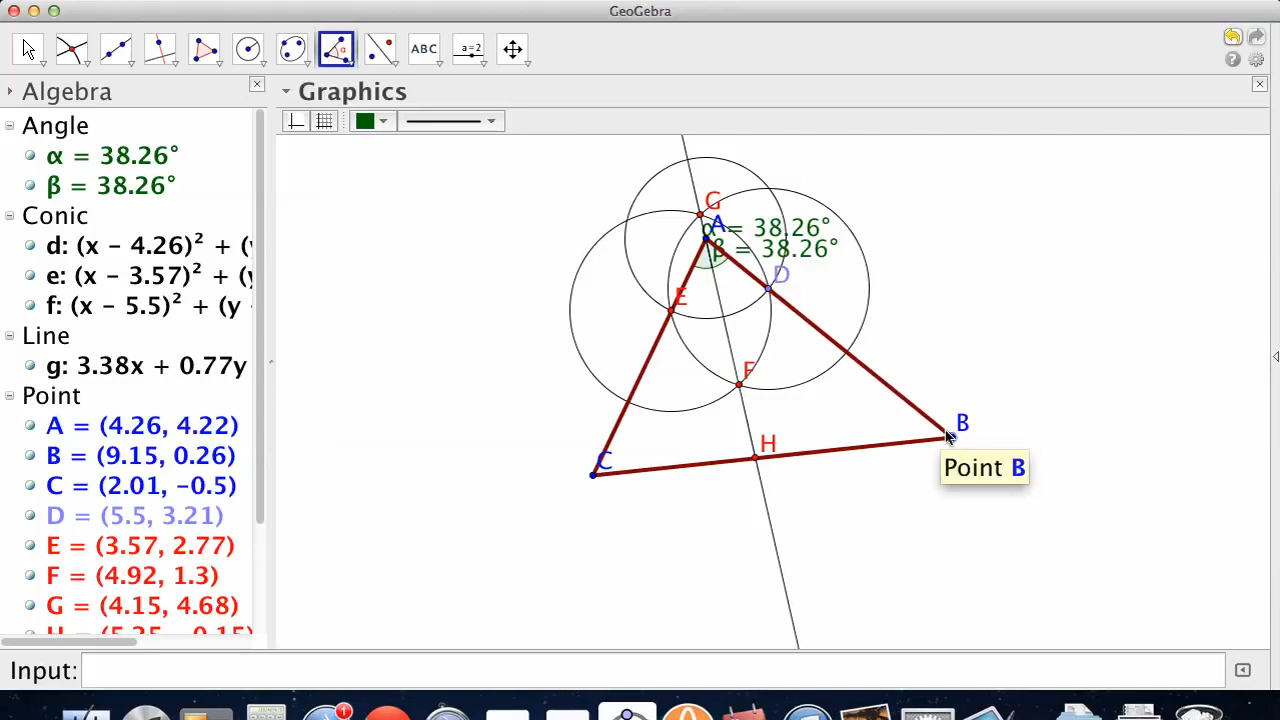 GeoGebra
α
ABC
a=2
Algebra
Graphics
Angle
α = 38.26°
β = 38.26°
Conic
d: (x − 4.26)² + (
e: (x − 3.57)² + (
f: (x − 5.5)² + (y
Line
g: 3.38x + 0.77y
Point
A = (4.26, 4.22)
B = (9.15, 0.26)
C = (2.01, −0.5)
D = (5.5, 3.21)
E = (3.57, 2.77)
F = (4.92, 1.3)
G = (4.15, 4.68)
G
A
α = 38.26°
β = 38.26°
D
E
F
B
H
C
Point B
Input:
1